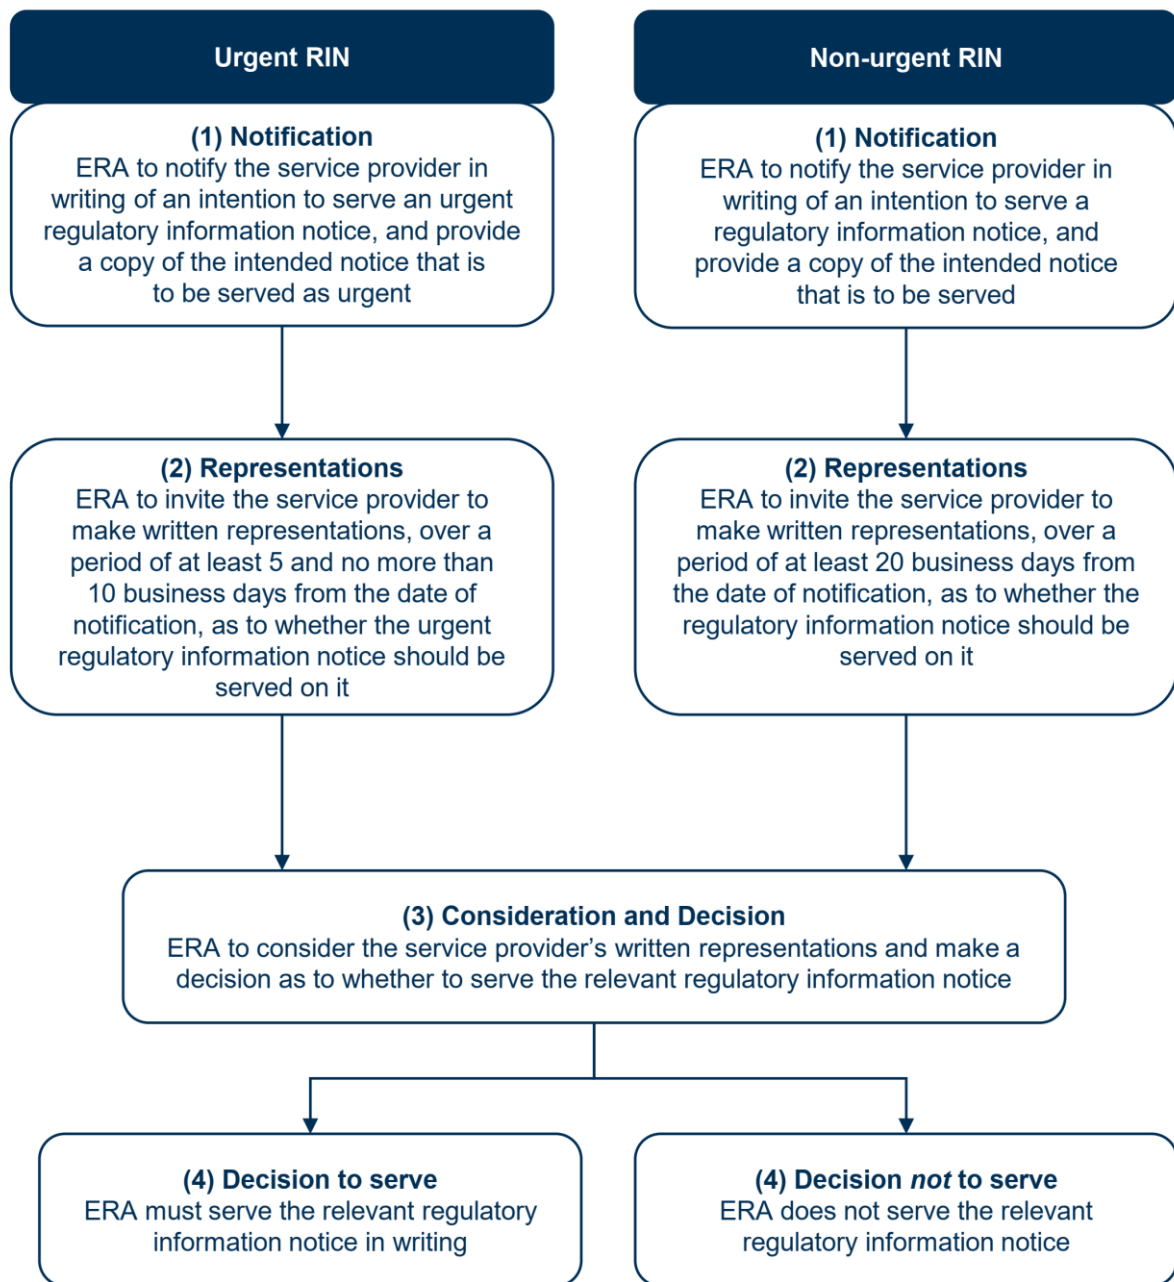 Urgent RIN
(1) Notification
ERA to notify the service provider in
writing of an intention to serve an urgent
regulatory information notice, and provide
a copy of the intended notice that is
to be served as urgent
(2) Representations
ERA to invite the service provider to
make written representations, over a
period of at least 5 and no more than
10 business days from the date of
notification, as to whether the urgent
regulatory information notice should be
served on it
Non-urgent RIN
(1) Notification
ERA to notify the service provider in
writing of an intention to serve a
regulatory information notice, and
provide a copy of the intended notice
that is to be served
(2) Representations
ERA to invite the service provider to
make written representations, over a
period of at least 20 business days from
the date of notification, as to whether the
regulatory information notice should be
served on it
(3) Consideration and Decision
ERA to consider the service provider’s written representations and make a
decision as to whether to serve the relevant regulatory information notice
(4) Decision to serve
ERA must serve the relevant regulatory
information notice in writing
(4) Decision not to serve
ERA does not serve the relevant
regulatory information notice